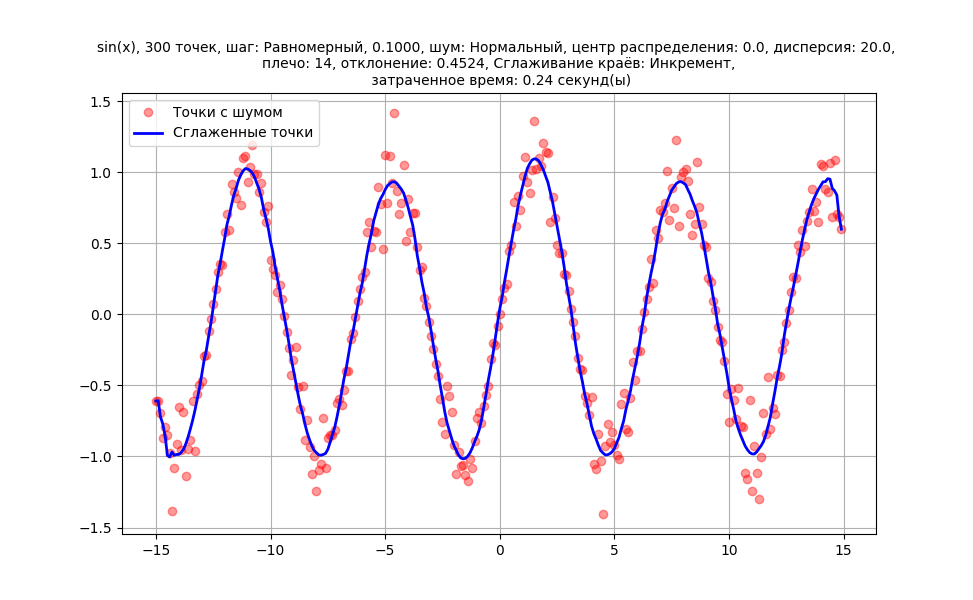 sin(x), 300 точек, шаг: Равномерный, 0.1000, шум: Нормальный, центр распределения: 0.0, дисперсия: 20.0,
плечо: 14, отклонение: 0.4524, Сглаживание краёв: Инкремент,
затраченное время: 0.24 секунд(ы)
Точки с шумом
Сглаженные точки
1.5
1.0
0.5
0.0
−0.5
−1.0
−1.5
−15 −10 −5 0 5 10 15